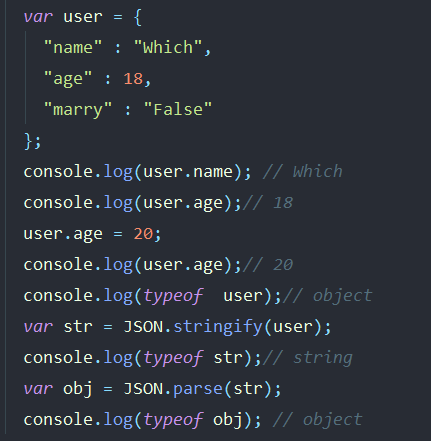 var user = {
"name" : "Which",
"age" : 18,
"marry" : "False"
};
console.log(user.name); // Which
console.log(user.age);// 18
user.age = 20;
console.log(user.age);// 20
console.log(typeof  user);// object
var str = JSON.stringify(user);
console.log(typeof str);// string
var obj = JSON.parse(str);
console.log(typeof obj); // object